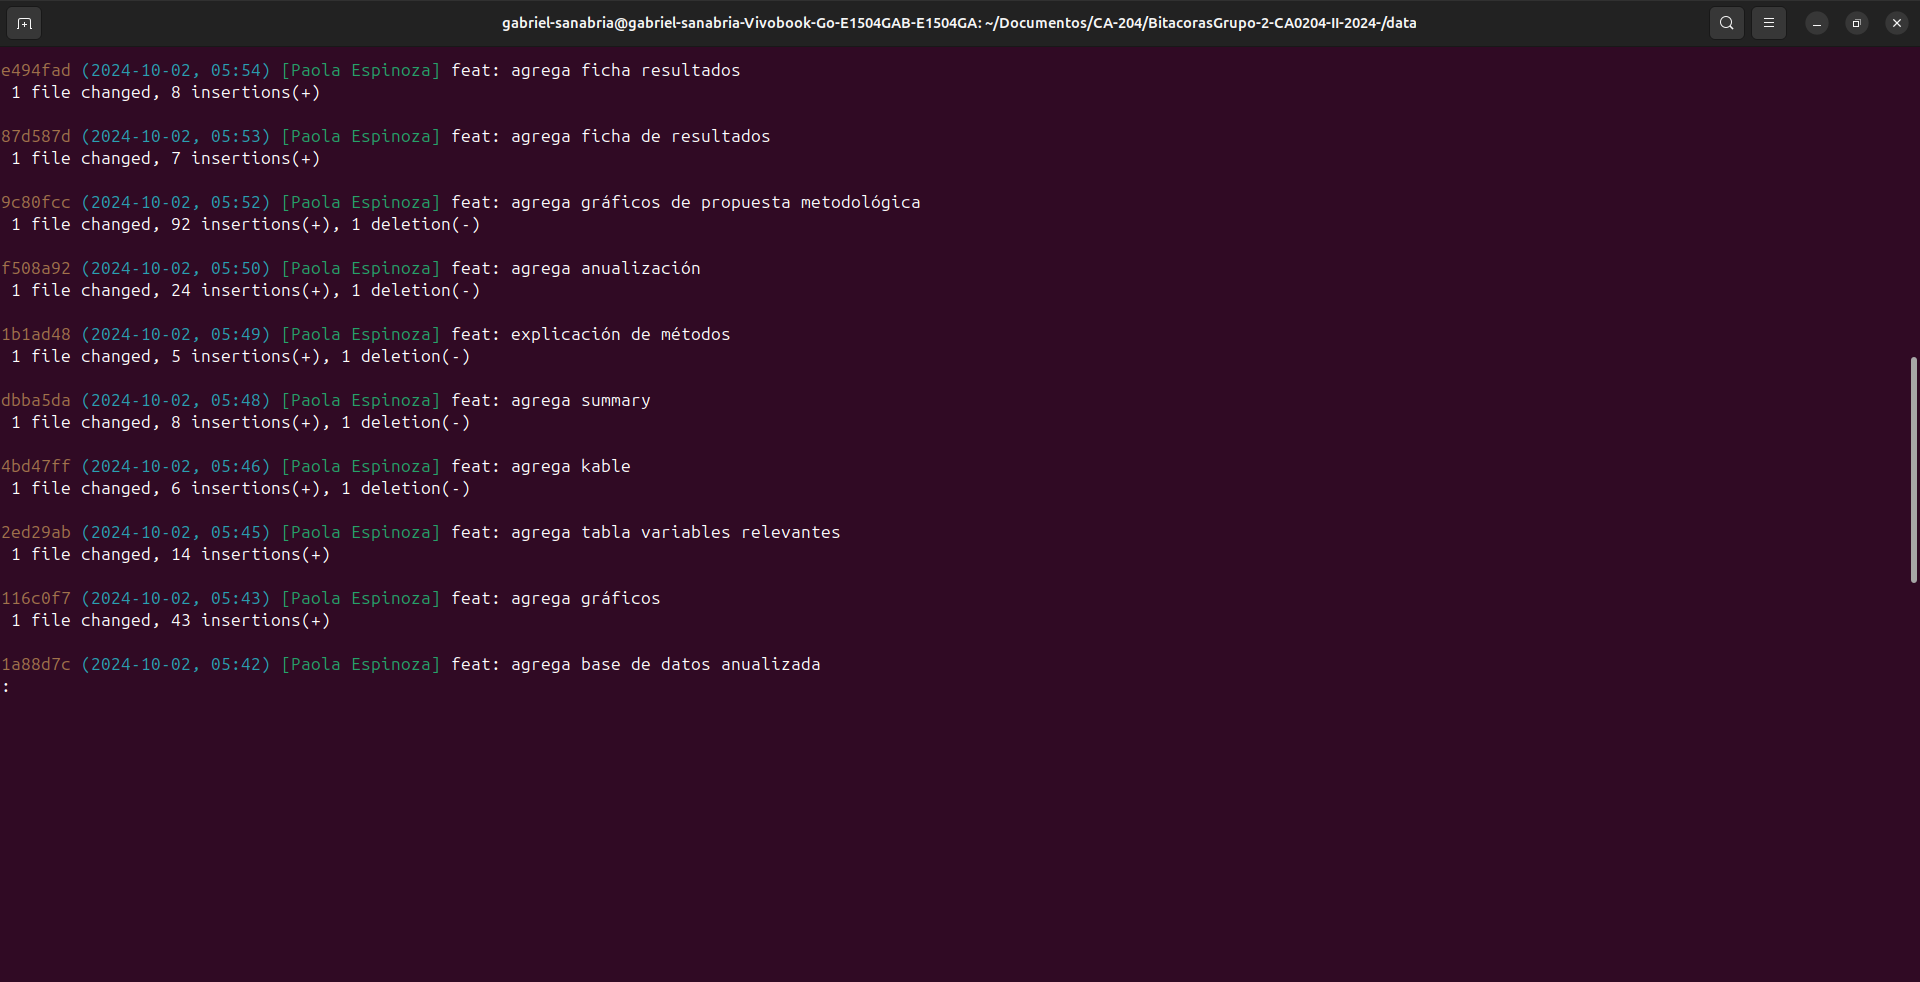 gabriel-sanabria@gabriel-sanabria-Vivobook-Go-E1504GAB-E1504GA: ~/Documentos/CA-204/BitacorasGrupo-2-CA0204-II-2024-/data
e494fad (2024-10-02, 05:54) [Paola Espinoza] feat: agrega ficha resultados
 1 file changed, 8 insertions(+)
87d587d (2024-10-02, 05:53) [Paola Espinoza] feat: agrega ficha de resultados
 1 file changed, 7 insertions(+)
9c80fcc (2024-10-02, 05:52) [Paola Espinoza] feat: agrega gráficos de propuesta metodológica
 1 file changed, 92 insertions(+), 1 deletion(-)
f508a92 (2024-10-02, 05:50) [Paola Espinoza] feat: agrega anualización
 1 file changed, 24 insertions(+), 1 deletion(-)
1b1ad48 (2024-10-02, 05:49) [Paola Espinoza] feat: explicación de métodos
 1 file changed, 5 insertions(+), 1 deletion(-)
dbba5da (2024-10-02, 05:48) [Paola Espinoza] feat: agrega summary
 1 file changed, 8 insertions(+), 1 deletion(-)
4bd47ff (2024-10-02, 05:46) [Paola Espinoza] feat: agrega kable
 1 file changed, 6 insertions(+), 1 deletion(-)
2ed29ab (2024-10-02, 05:45) [Paola Espinoza] feat: agrega tabla variables relevantes
 1 file changed, 14 insertions(+)
116c0f7 (2024-10-02, 05:43) [Paola Espinoza] feat: agrega gráficos
 1 file changed, 43 insertions(+)
1a88d7c (2024-10-02, 05:42) [Paola Espinoza] feat: agrega base de datos anualizada
: